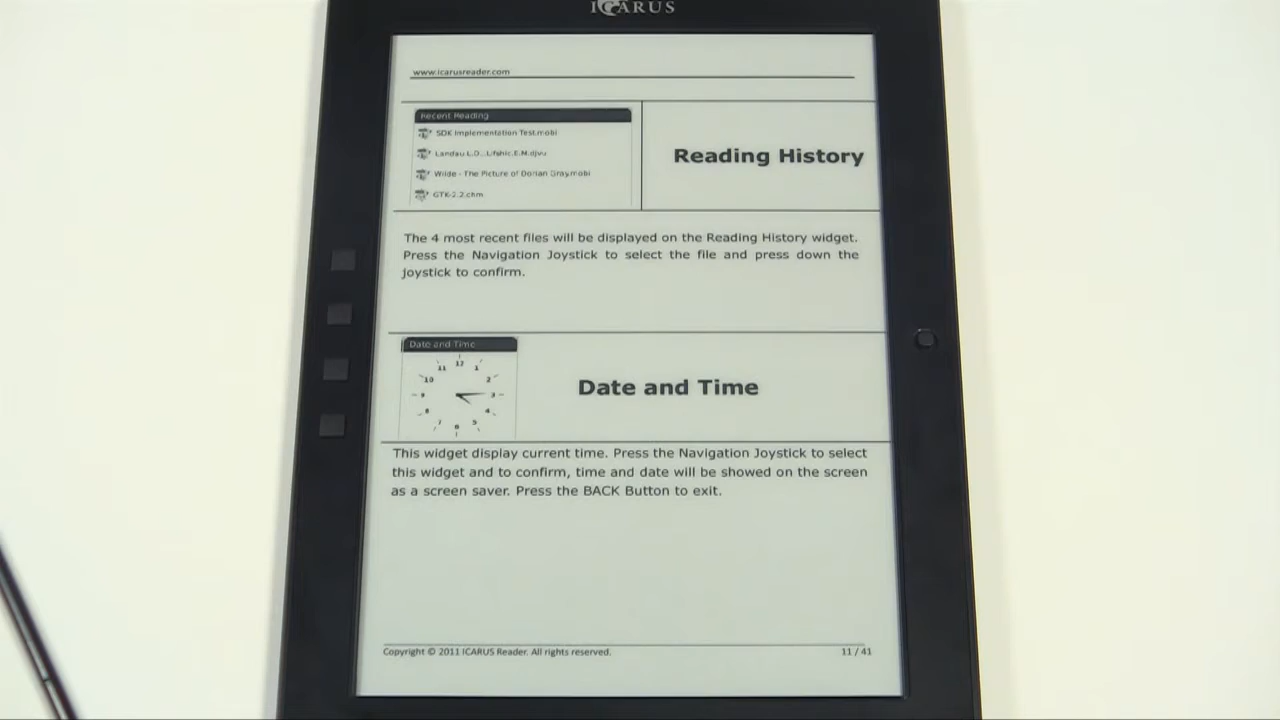 ICARUS
www.icarusreader.com
Recent Reading
SDK Implementation Test.mobi
Landau L.D...Lifshic.E.M.djvu
Wilde - The Picture of Dorian Gray.mobi
GTK-2.2.chm
Reading History
The 4 most recent files will be displayed on the Reading History widget.
Press the Navigation Joystick to select the file and press down the
joystick to confirm.
Date and Time
12
11 1
10 2
9 3
8 4
7 5
6
Date and Time
This widget display current time. Press the Navigation Joystick to select
this widget and to confirm, time and date will be showed on the screen
as a screen saver. Press the BACK Button to exit.
Copyright © 2011 ICARUS Reader. All rights reserved. 11 / 41